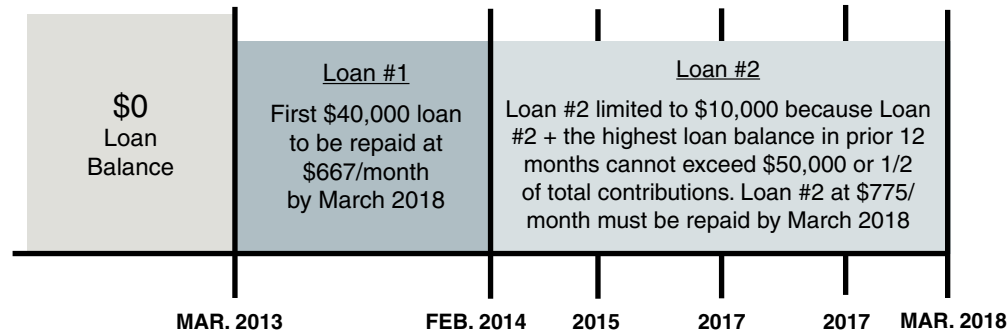 $0
Loan
Balance
Loan #1
First $40,000 loan
to be repaid at
$667/month
by March 2018
Loan #2
Loan #2 limited to $10,000 because Loan
#2 + the highest loan balance in prior 12
months cannot exceed $50,000 or 1/2
of total contributions. Loan #2 at $775/
month must be repaid by March 2018
MAR. 2013
FEB. 2014
2015
2017
2017
MAR. 2018